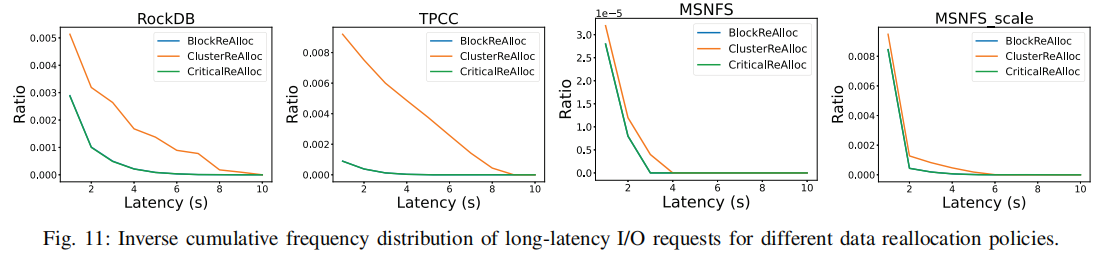 RockDB
Ratio
0.005
0.004
0.003
0.002
0.001
0.000
BlockReAlloc
ClusterReAlloc
CriticalReAlloc
2 4 6 8 10
Latency (s)
TPCC
Ratio
0.008
0.006
0.004
0.002
0.000
BlockReAlloc
ClusterReAlloc
CriticalReAlloc
2 4 6 8 10
Latency (s)
MSNFS
1e-5
Ratio
3.0
2.5
2.0
1.5
1.0
0.5
0.0
BlockReAlloc
ClusterReAlloc
CriticalReAlloc
2 4 6 8 10
Latency (s)
MSNFS_scale
Ratio
0.008
0.006
0.004
0.002
0.000
BlockReAlloc
ClusterReAlloc
CriticalReAlloc
2 4 6 8 10
Latency (s)
Fig. 11: Inverse cumulative frequency distribution of long-latency I/O requests for different data reallocation policies.